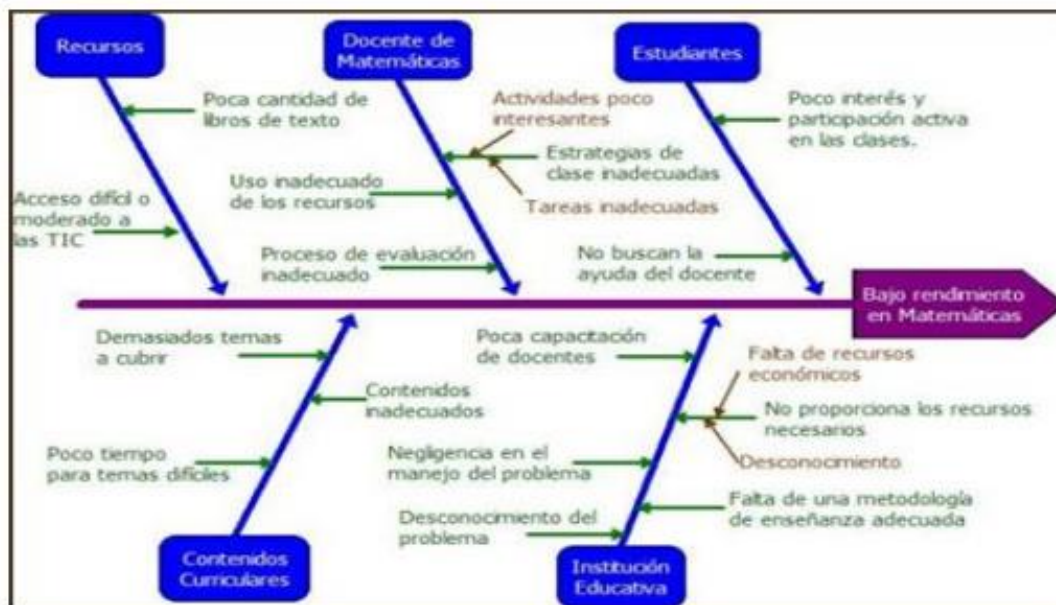 Recursos
Docente de
Matemáticas
Estudiantes
Poca cantidad de
libros de texto
Actividades poco
interesantes
Poco interés y
participación activa
en las clases.
Estrategias de
clase inadecuadas
Uso inadecuado
de los recursos
Tareas inadecuadas
Acceso difícil o
moderado a
las TIC
Proceso de evaluación
inadecuado
No buscan la
ayuda del docente
Bajo rendimiento
en Matemáticas
Demasiados temas
a cubrir
Poca capacitación
de docentes
Falta de recursos
económicos
Contenidos
inadecuados
No proporciona los recursos
necesarios
Poco tiempo
para temas difíciles
Negligencia en el
manejo del problema
Desconocimiento
Falta de una metodología
de enseñanza adecuada
Desconocimiento del
problema
Contenidos
Curriculares
Institución
Educativa